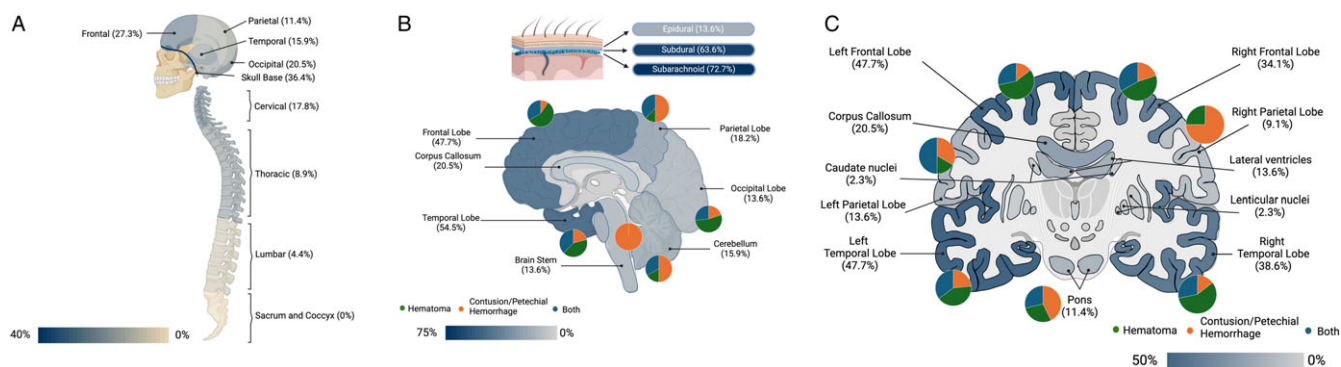 A
Frontal (27.3%)
Parietal (11.4%)
Temporal (15.9%)
Occipital (20.5%)
Skull Base (36.4%)
Cervical (17.8%)
Thoracic (8.9%)
Lumbar (4.4%)
Sacrum and Coccyx (0%)
40%
0%
B
Epidural (13.6%)
Subdural (63.6%)
Subarachnoid (72.7%)
Frontal Lobe
(47.7%)
Corpus Callosum
(20.5%)
Temporal Lobe
(54.5%)
Brain Stem
(13.6%)
Parietal Lobe
(18.2%)
Occipital Lobe
(13.6%)
Cerebellum
(15.9%)
Hematoma
Contusion/Petechial
Hemorrhage
Both
75%
0%
C
Left Frontal Lobe
(47.7%)
Corpus Callosum
(20.5%)
Caudate nuclei
(2.3%)
Left Parietal Lobe
(13.6%)
Left
Temporal Lobe
(47.7%)
Right Frontal Lobe
(34.1%)
Right Parietal Lobe
(9.1%)
Lateral ventricles
(13.6%)
Lenticular nuclei
(2.3%)
Right
Temporal Lobe
(38.6%)
Pons
(11.4%)
Hematoma
Contusion/Petechial
Hemorrhage
Both
50%
0%